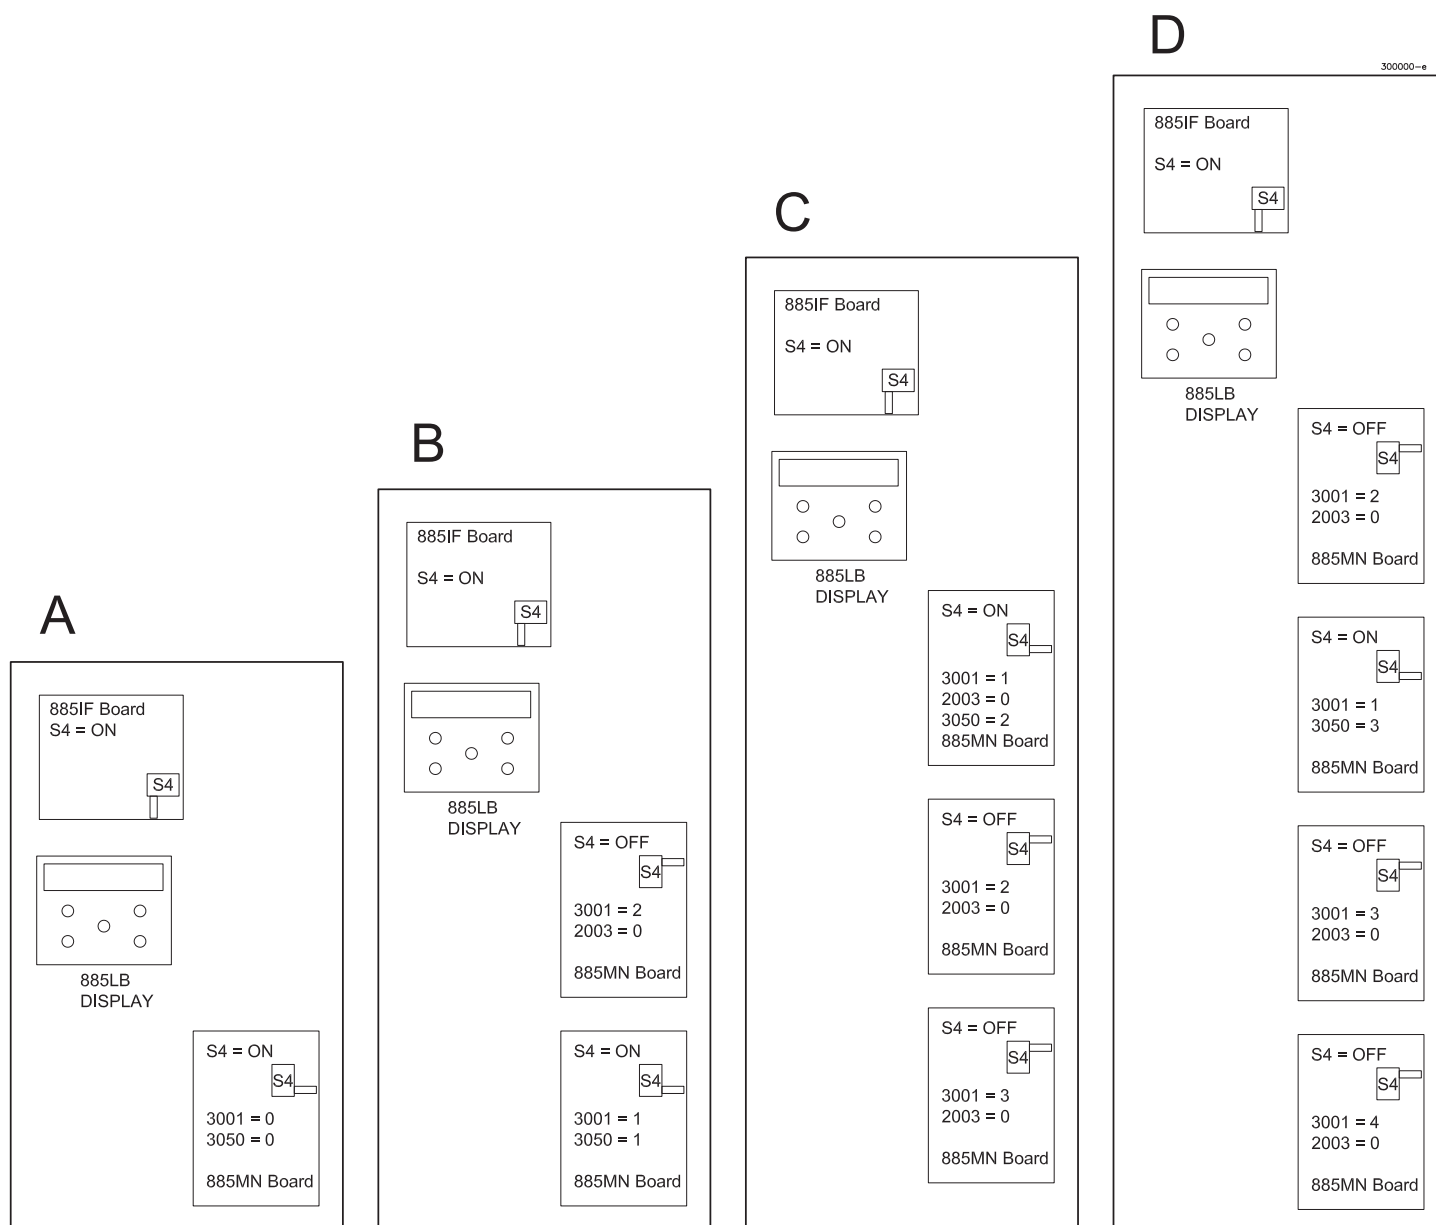 A
885IF Board
S4 = ON
S4
885LB
DISPLAY
S4 = ON
S4
3001 = 0
3050 = 0
885MN Board
B
885IF Board
S4 = ON
S4
885LB
DISPLAY
S4 = OFF
S4
3001 = 2
2003 = 0
885MN Board
S4 = ON
S4
3001 = 1
3050 = 1
885MN Board
C
885IF Board
S4 = ON
S4
885LB
DISPLAY
S4 = ON
S4
3001 = 1
2003 = 0
3050 = 2
885MN Board
S4 = OFF
S4
3001 = 2
2003 = 0
885MN Board
S4 = OFF
S4
3001 = 3
2003 = 0
885MN Board
D
300000-e
885IF Board
S4 = ON
S4
885LB
DISPLAY
S4 = OFF
S4
3001 = 2
2003 = 0
885MN Board
S4 = ON
S4
3001 = 1
3050 = 3
885MN Board
S4 = OFF
S4
3001 = 3
2003 = 0
885MN Board
S4 = OFF
S4
3001 = 4
2003 = 0
885MN Board